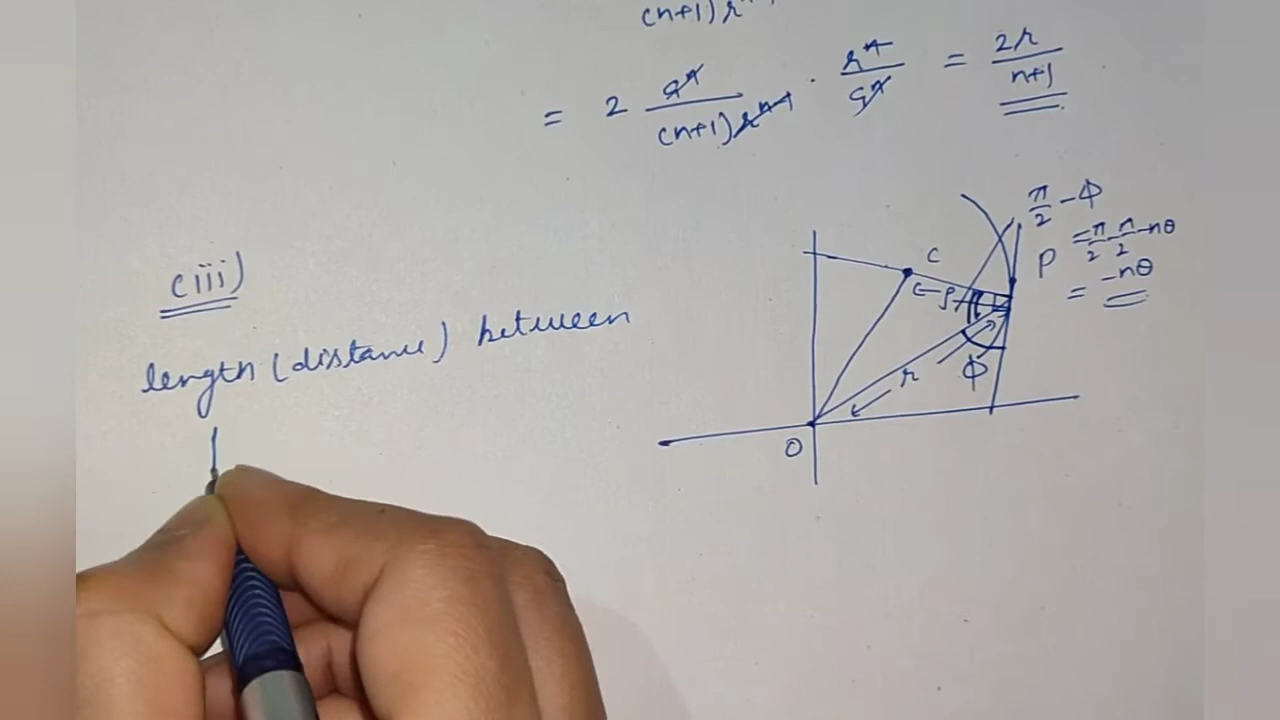 (n+1) r
= 2 a^n / (n+1) r^{n-1} · r^n / a^n = 2r / n+1
π/2 - ϕ
P = π/2 - π/2 - nθ
= -nθ
C
ρ
(iii)
length (distance) between
r
ϕ
O